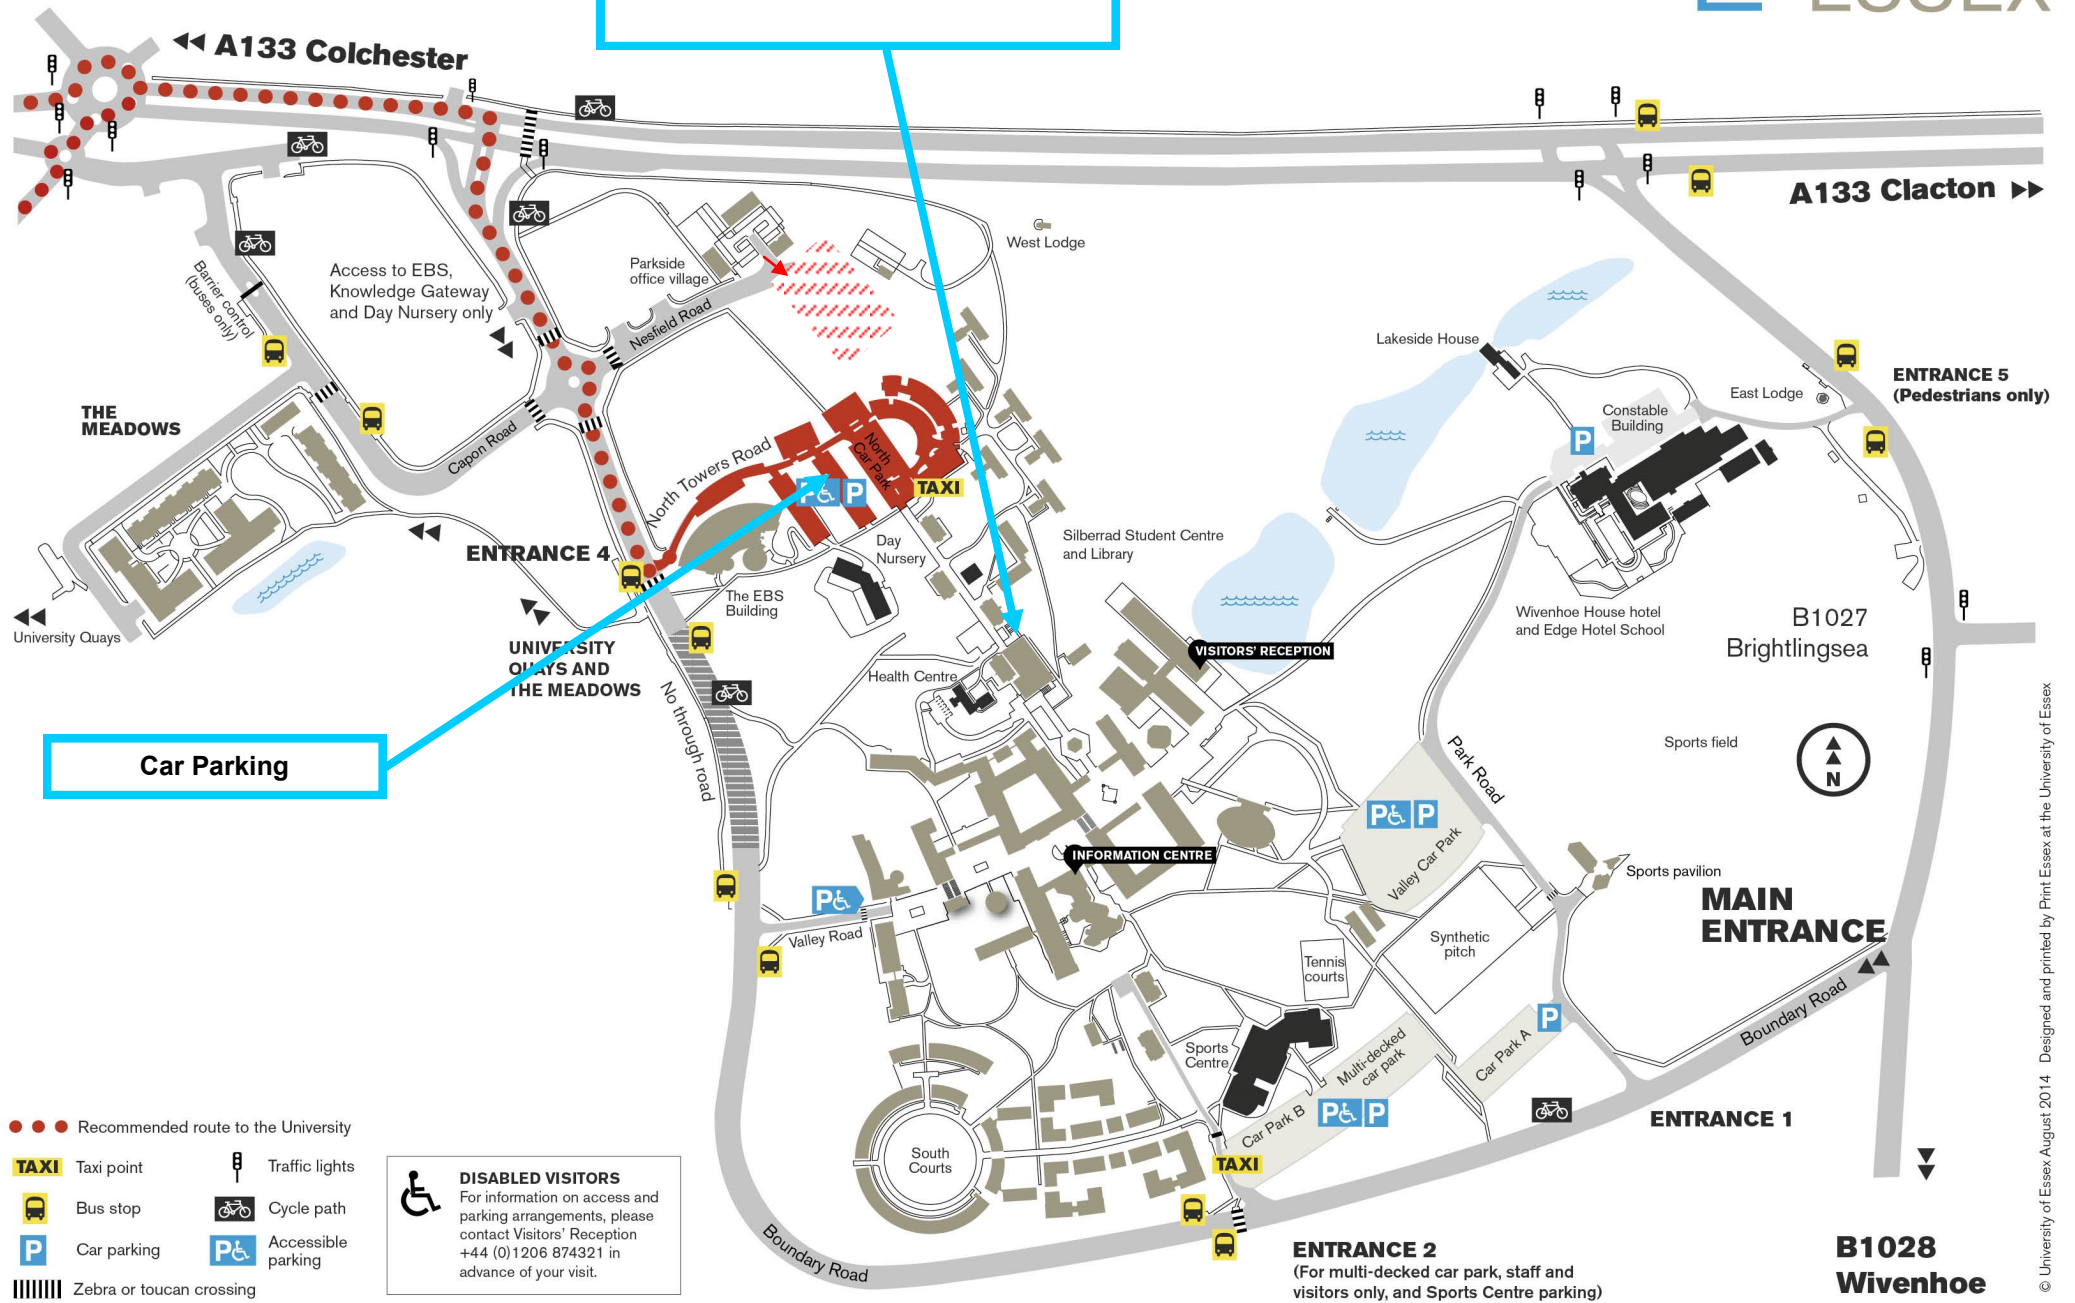 ESSEX
A133 Colchester
A133 Clacton
West Lodge
Parkside
office village
Nesfield Road
Access to EBS,
Knowledge Gateway
and Day Nursery only
Barrier control
(buses only)
THE
MEADOWS
Capon Road
North Towers Road
North
Car Park
P
P
TAXI
Lakeside House
Constable
Building
P
East Lodge
ENTRANCE 5
(Pedestrians only)
ENTRANCE 4
Day
Nursery
The EBS
Building
Silberrad Student Centre
and Library
Wivenhoe House hotel
and Edge Hotel School
B1027
Brightlingsea
University Quays
UNIVERSITY
QUAYS AND
THE MEADOWS
VISITORS' RECEPTION
Health Centre
No through road
Car Parking
Park Road
Sports field
N
P
P
Valley Car Park
INFORMATION CENTRE
Sports pavilion
P
Valley Road
MAIN
ENTRANCE
Synthetic
pitch
Tennis
courts
Boundary Road
P
Car Park A
Sports
Centre
Multi-decked
car park
Car Park B
P
P
ENTRANCE 1
South
Courts
TAXI
Boundary Road
ENTRANCE 2
(For multi-decked car park, staff and
visitors only, and Sports Centre parking)
B1028
Wivenhoe
Recommended route to the University
TAXI Taxi point
Traffic lights
Bus stop
Cycle path
P Car parking
P Accessible
parking
Zebra or toucan crossing
DISABLED VISITORS
For information on access and
parking arrangements, please
contact Visitors' Reception
+44 (0)1206 874321 in
advance of your visit.
© University of Essex August 2014 Designed and printed by Print Essex at the University of Essex